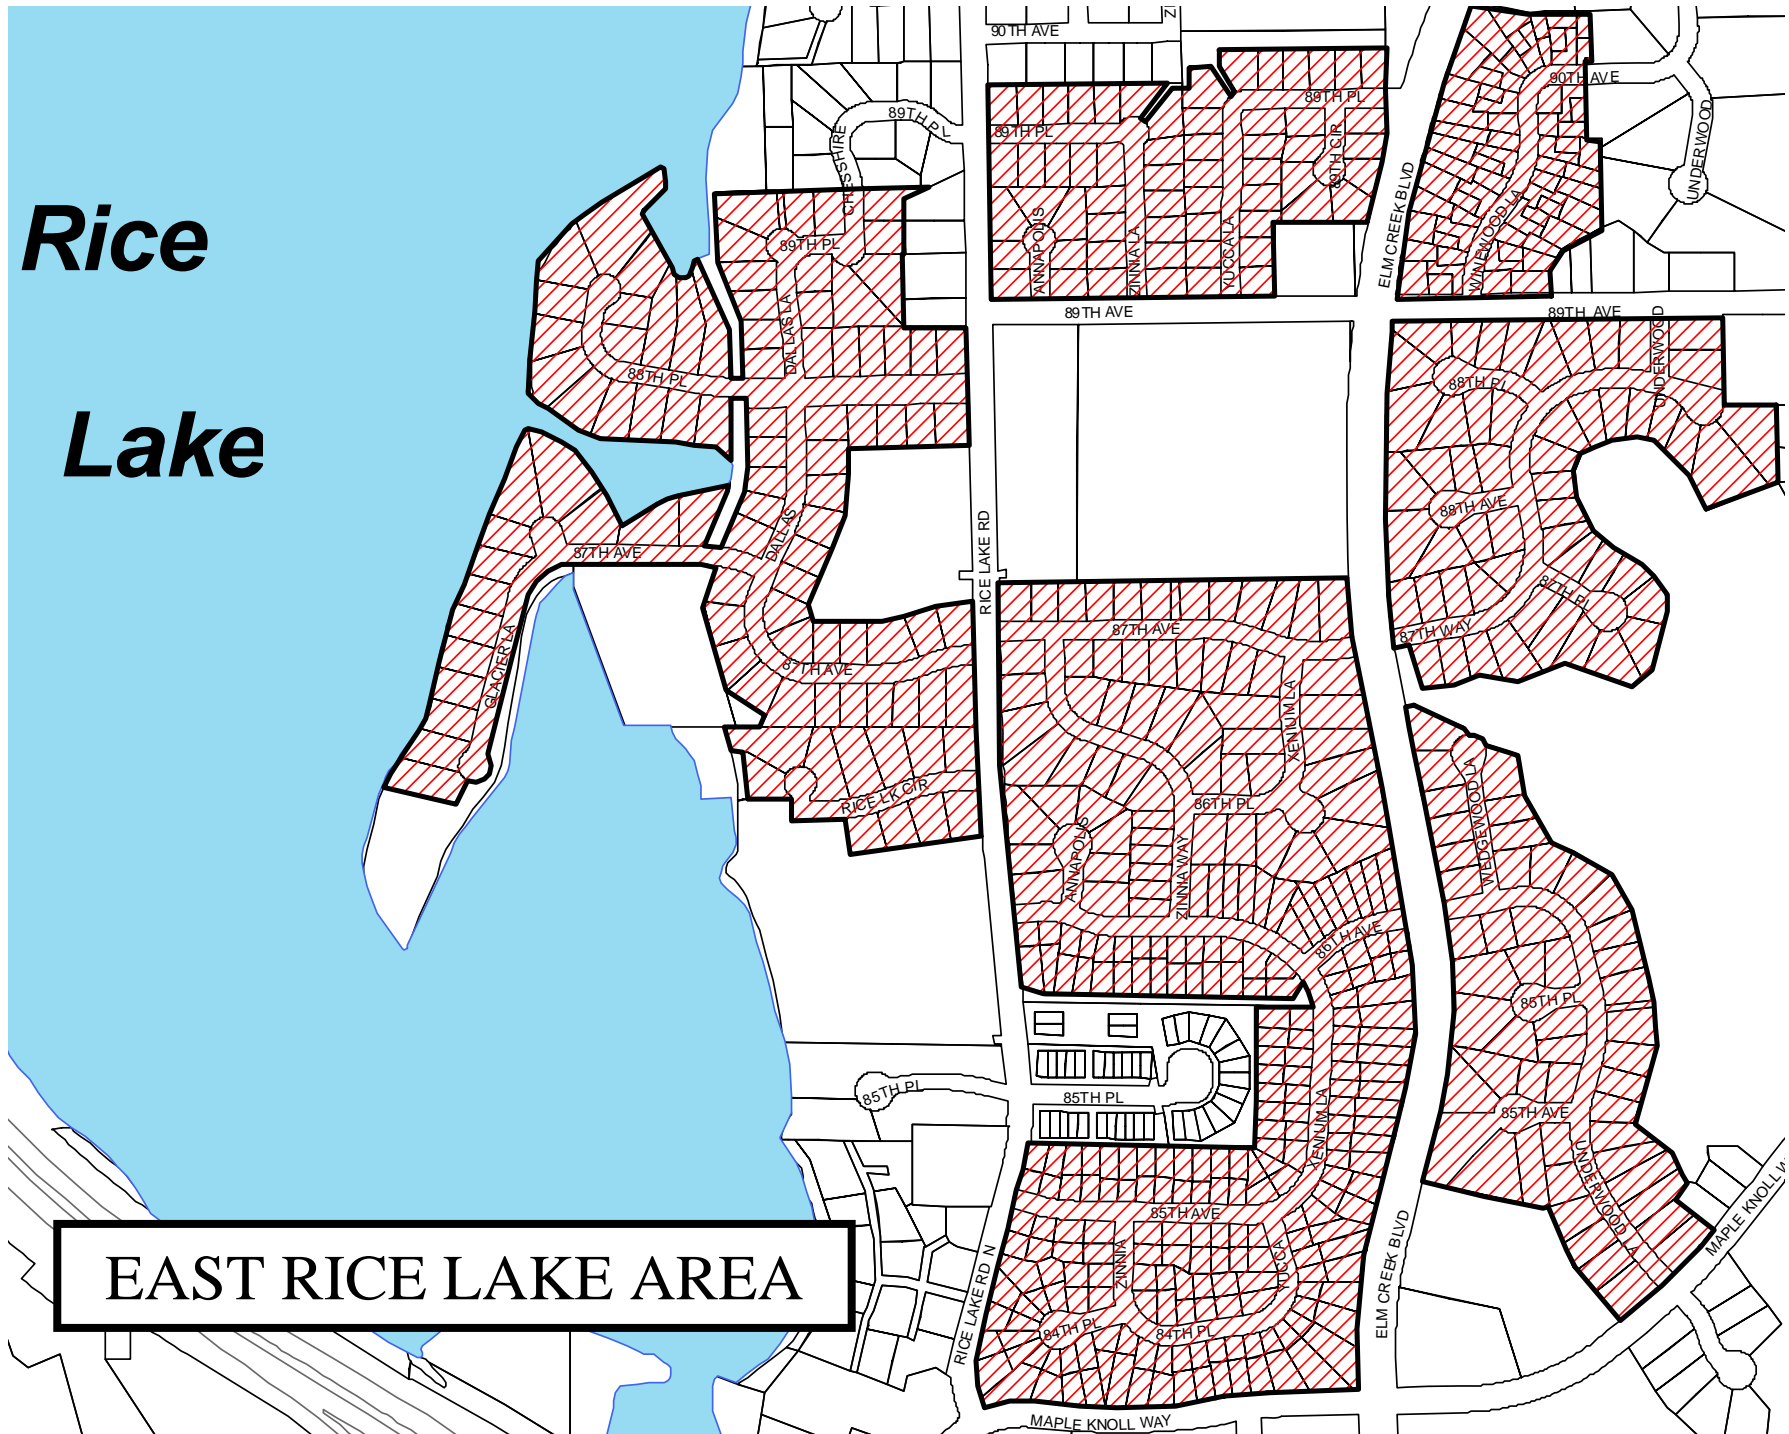 90TH AVE
ZI
90TH AVE
89TH PL
89TH PL
89TH PL
CHESSHIRE
89TH CIR
UNDERWOOD
ELM CREEK BLVD
WINEWOOD LA
Rice
89TH PL
ANNAPOLIS
ZINNIA LA
YUCCA LA
89TH AVE
89TH AVE
UNDERWOOD
DALLAS LA
88TH PL
88TH PL
Lake
88TH AVE
DALLAS
87TH AVE
RICE LAKE RD
87TH PL
87TH WAY
87TH AVE
87TH AVE
GLACIER LA
XENIUM LA
RICE LK CIR
86TH PL
WEDGEWOOD LA
ANNAPOLIS
ZINNIA WAY
86TH AVE
85TH PL
85TH PL
85TH PL
XENIUM LA
85TH AVE
UNDERWOOD LA
85TH AVE
MAPLE KNOLL W
EAST RICE LAKE AREA
ZINNIA
YUCCA
RICE LAKE RD N
ELM CREEK BLVD
84TH PL
84TH PL
MAPLE KNOLL WAY